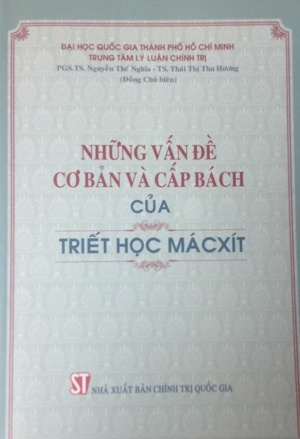 ĐẠI HỌC QUỐC GIA THÀNH PHỐ HỒ CHÍ MINH
TRUNG TÂM LÝ LUẬN CHÍNH TRỊ
PGS.TS. Nguyễn Thế Nghĩa - TS. Thái Thị Thu Hương
(Đồng Chủ biên)
NHỮNG VẤN ĐỀ
CƠ BẢN VÀ CẤP BÁCH
CỦA
TRIẾT HỌC MÁCXÍT
ST NHÀ XUẤT BẢN CHÍNH TRỊ QUỐC GIA